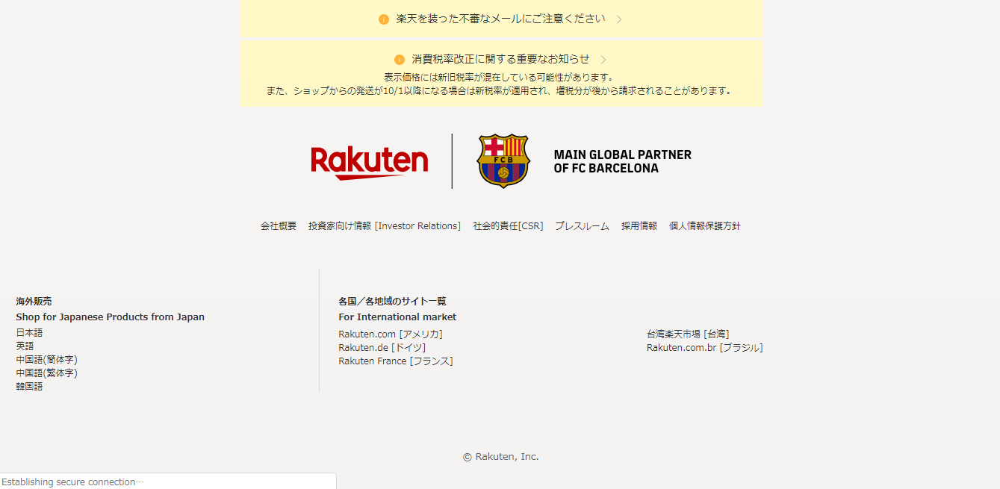 楽天を装った不審なメールにご注意ください
消費税率改正に関する重要なお知らせ
表示価格には新旧税率が混在している可能性があります。
また、ショップからの発送が10/1以降になる場合は新税率が適用され、増税分が後から請求されることがあります。
Rakuten
FCB
MAIN GLOBAL PARTNER
OF FC BARCELONA
会社概要 投資家向け情報 [Investor Relations] 社会的責任[CSR] プレスルーム 採用情報 個人情報保護方針
海外販売
Shop for Japanese Products from Japan
日本語
英語
中国語(簡体字)
中国語(繁体字)
韓国語
各国／各地域のサイト一覧
For International market
Rakuten.com [アメリカ]
Rakuten.de [ドイツ]
Rakuten France [フランス]
台湾楽天市場 [台湾]
Rakuten.com.br [ブラジル]
© Rakuten, Inc.
Establishing secure connection…